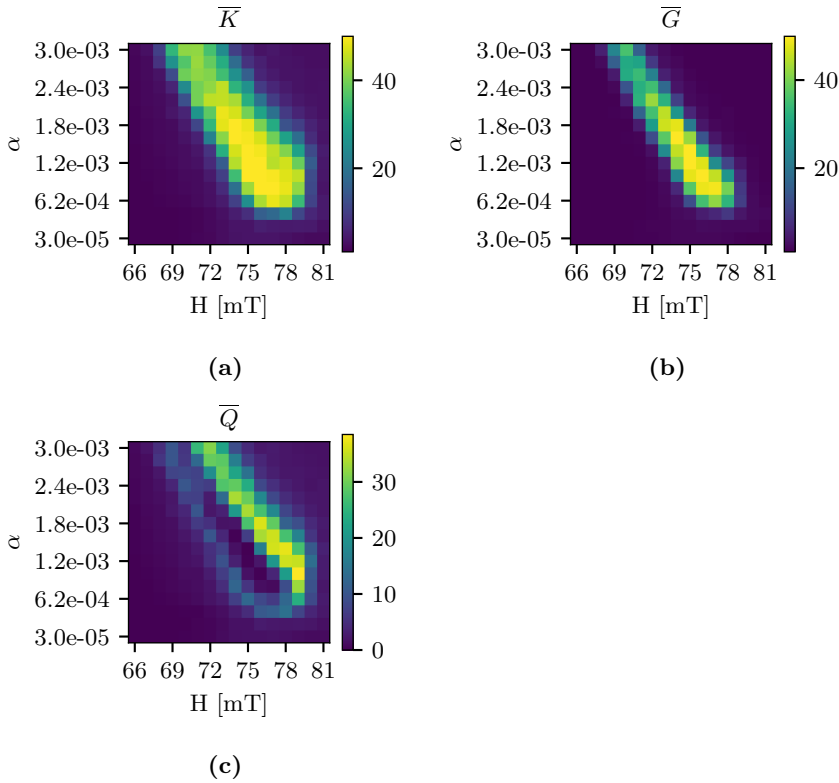 K
3.0e-03
2.4e-03
1.8e-03
1.2e-03
6.2e-04
3.0e-05
α
66 69 72 75 78 81
H [mT]
40
20
(a)
G
3.0e-03
2.4e-03
1.8e-03
1.2e-03
6.2e-04
3.0e-05
α
66 69 72 75 78 81
H [mT]
40
20
(b)
Q
3.0e-03
2.4e-03
1.8e-03
1.2e-03
6.2e-04
3.0e-05
α
66 69 72 75 78 81
H [mT]
30
20
10
0
(c)